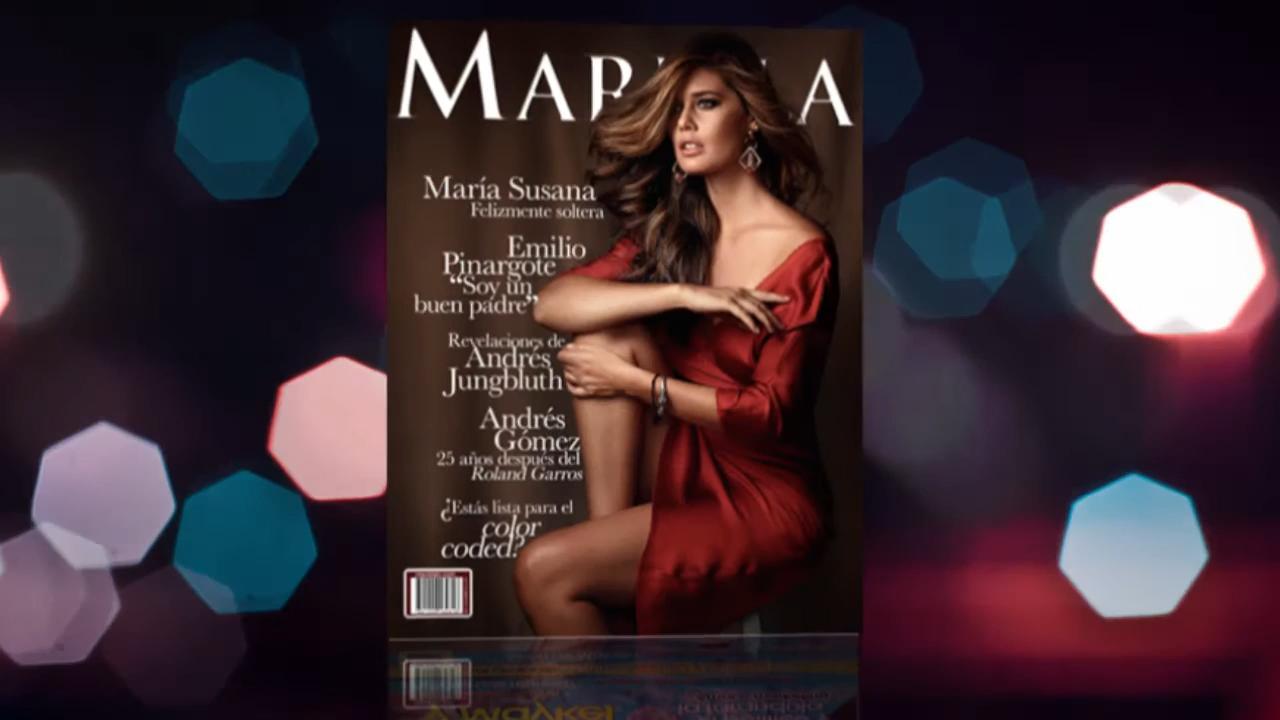 María Susana
Felizmente soltera
Emilio
Pinargote
“Soy un
buen padre”
Revelaciones de
Andrés
Jungbluth
Andrés
Gómez
25 años después del
Roland Garros
¿Estás lista para el
color
coded?